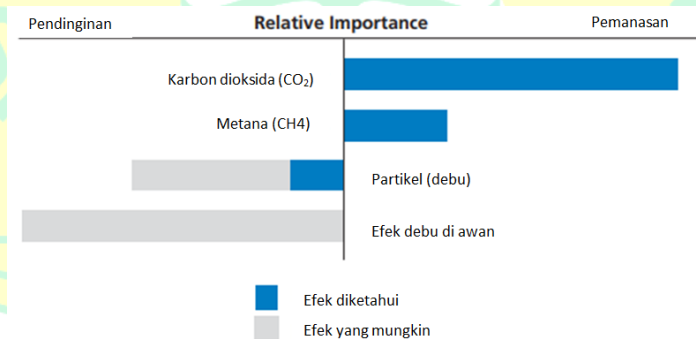 Pendinginan Relative Importance Pemanasan
Karbon dioksida (CO₂)
Metana (CH4)
Partikel (debu)
Efek debu di awan
Efek diketahui
Efek yang mungkin